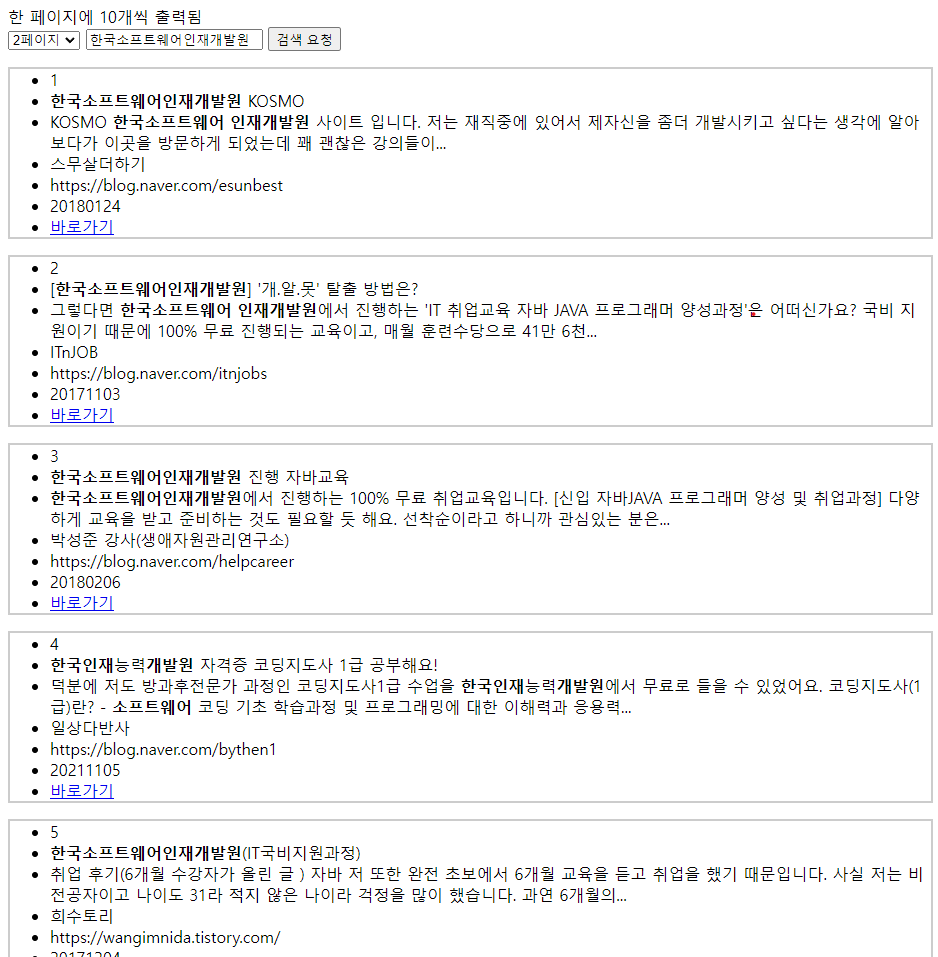 한 페이지에 10개씩 출력됨
2페이지 한국소프트웨어인재개발원 검색 요청
1
한국소프트웨어인재개발원 KOSMO
KOSMO 한국소프트웨어 인재개발원 사이트 입니다. 저는 재직중에 있어서 제자신을 좀더 개발시키고 싶다는 생각에 알아
보다가 이곳을 방문하게 되었는데 꽤 괜찮은 강의들이...
스무살더하기
https://blog.naver.com/esunbest
20180124
바로가기
2
[한국소프트웨어인재개발원] '개.알.못' 탈출 방법은?
그렇다면 한국소프트웨어 인재개발원에서 진행하는 'IT 취업교육 자바 JAVA 프로그래머 양성과정'은 어떠신가요? 국비 지
원이기 때문에 100% 무료 진행되는 교육이고, 매월 훈련수당으로 41만 6천...
ITnJOB
https://blog.naver.com/itnjobs
20171103
바로가기
3
한국소프트웨어인재개발원 진행 자바교육
한국소프트웨어인재개발원에서 진행하는 100% 무료 취업교육입니다. [신입 자바JAVA 프로그래머 양성 및 취업과정] 다양
하게 교육을 받고 준비하는 것도 필요할 듯 해요. 선착순이라고 하니까 관심있는 분은...
박성준 강사(생애자원관리연구소)
https://blog.naver.com/helpcareer
20180206
바로가기
4
한국인재능력개발원 자격증 코딩지도사 1급 공부해요!
덕분에 저도 방과후전문가 과정인 코딩지도사1급 수업을 한국인재능력개발원에서 무료로 들을 수 있었어요. 코딩지도사(1
급)란? - 소프트웨어 코딩 기초 학습과정 및 프로그래밍에 대한 이해력과 응용력...
일상다반사
https://blog.naver.com/bythen1
20211105
바로가기
5
한국소프트웨어인재개발원(IT국비지원과정)
취업 후기(6개월 수강자가 올린 글 ) 자바 저 또한 완전 초보에서 6개월 교육을 듣고 취업을 했기 때문입니다. 사실 저는 비
전공자이고 나이도 31라 적지 않은 나이라 걱정을 많이 했습니다. 과연 6개월의...
희수토리
https://wangimnida.tistory.com/
20171204